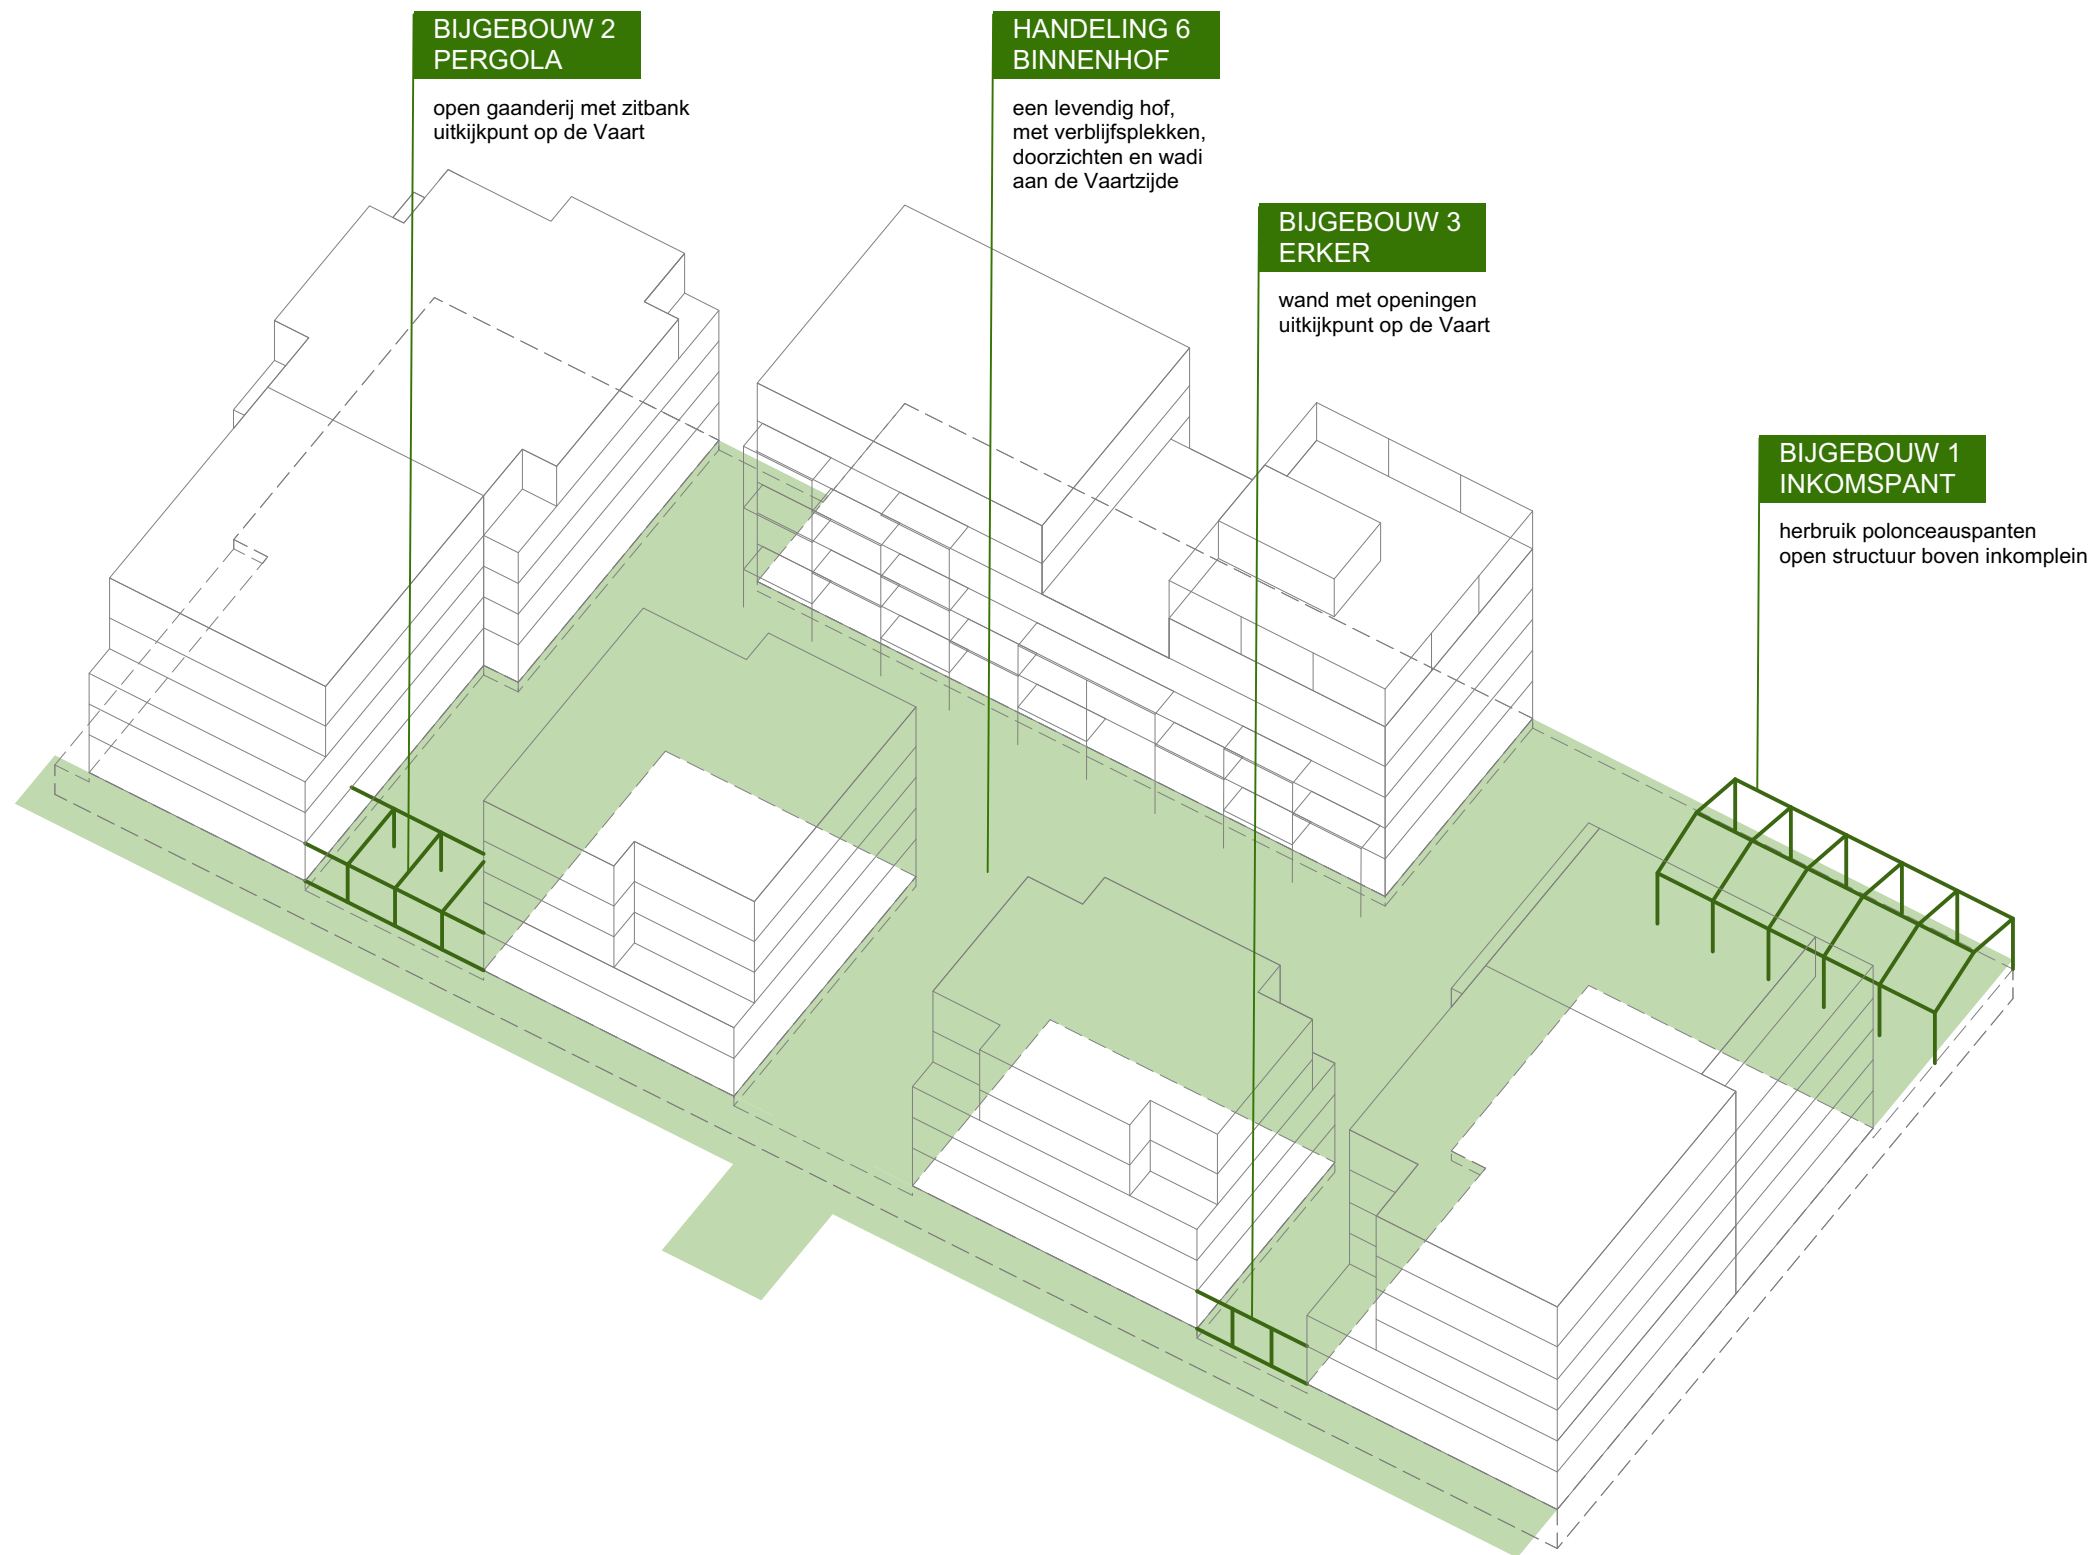 BIJGEBOUW 2
PERGOLA
open gaanderij met zitbank
uitkijkpunt op de Vaart
HANDELING 6
BINNENHOF
een levendig hof,
met verblijfsplekken,
doorzichten en wadi
aan de Vaartzijde
BIJGEBOUW 3
ERKER
wand met openingen
uitkijkpunt op de Vaart
BIJGEBOUW 1
INKOMSPANT
herbruik polonceauspanten
open structuur boven inkomplein